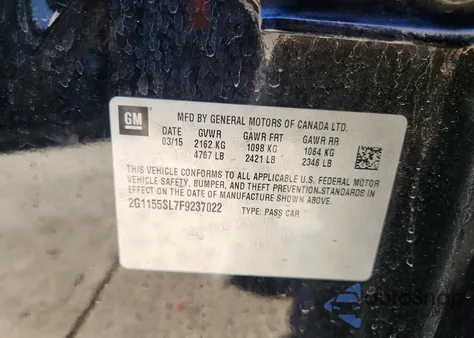 GM
MFD BY GENERAL MOTORS OF CANADA LTD.
DATE GVWR GAWR FRT GAWR RR
03/15 2162 KG 1098 KG 1064 KG
4767 LB 2421 LB 2346 LB
THIS VEHICLE CONFORMS TO ALL APPLICABLE U.S. FEDERAL MOTOR
VEHICLE SAFETY, BUMPER, AND THEFT PREVENTION STANDARDS IN
EFFECT ON THE DATE OF MANUFACTURE SHOWN ABOVE.
2G1155SL7F9237022 TYPE: PASS CAR
AutoSnap